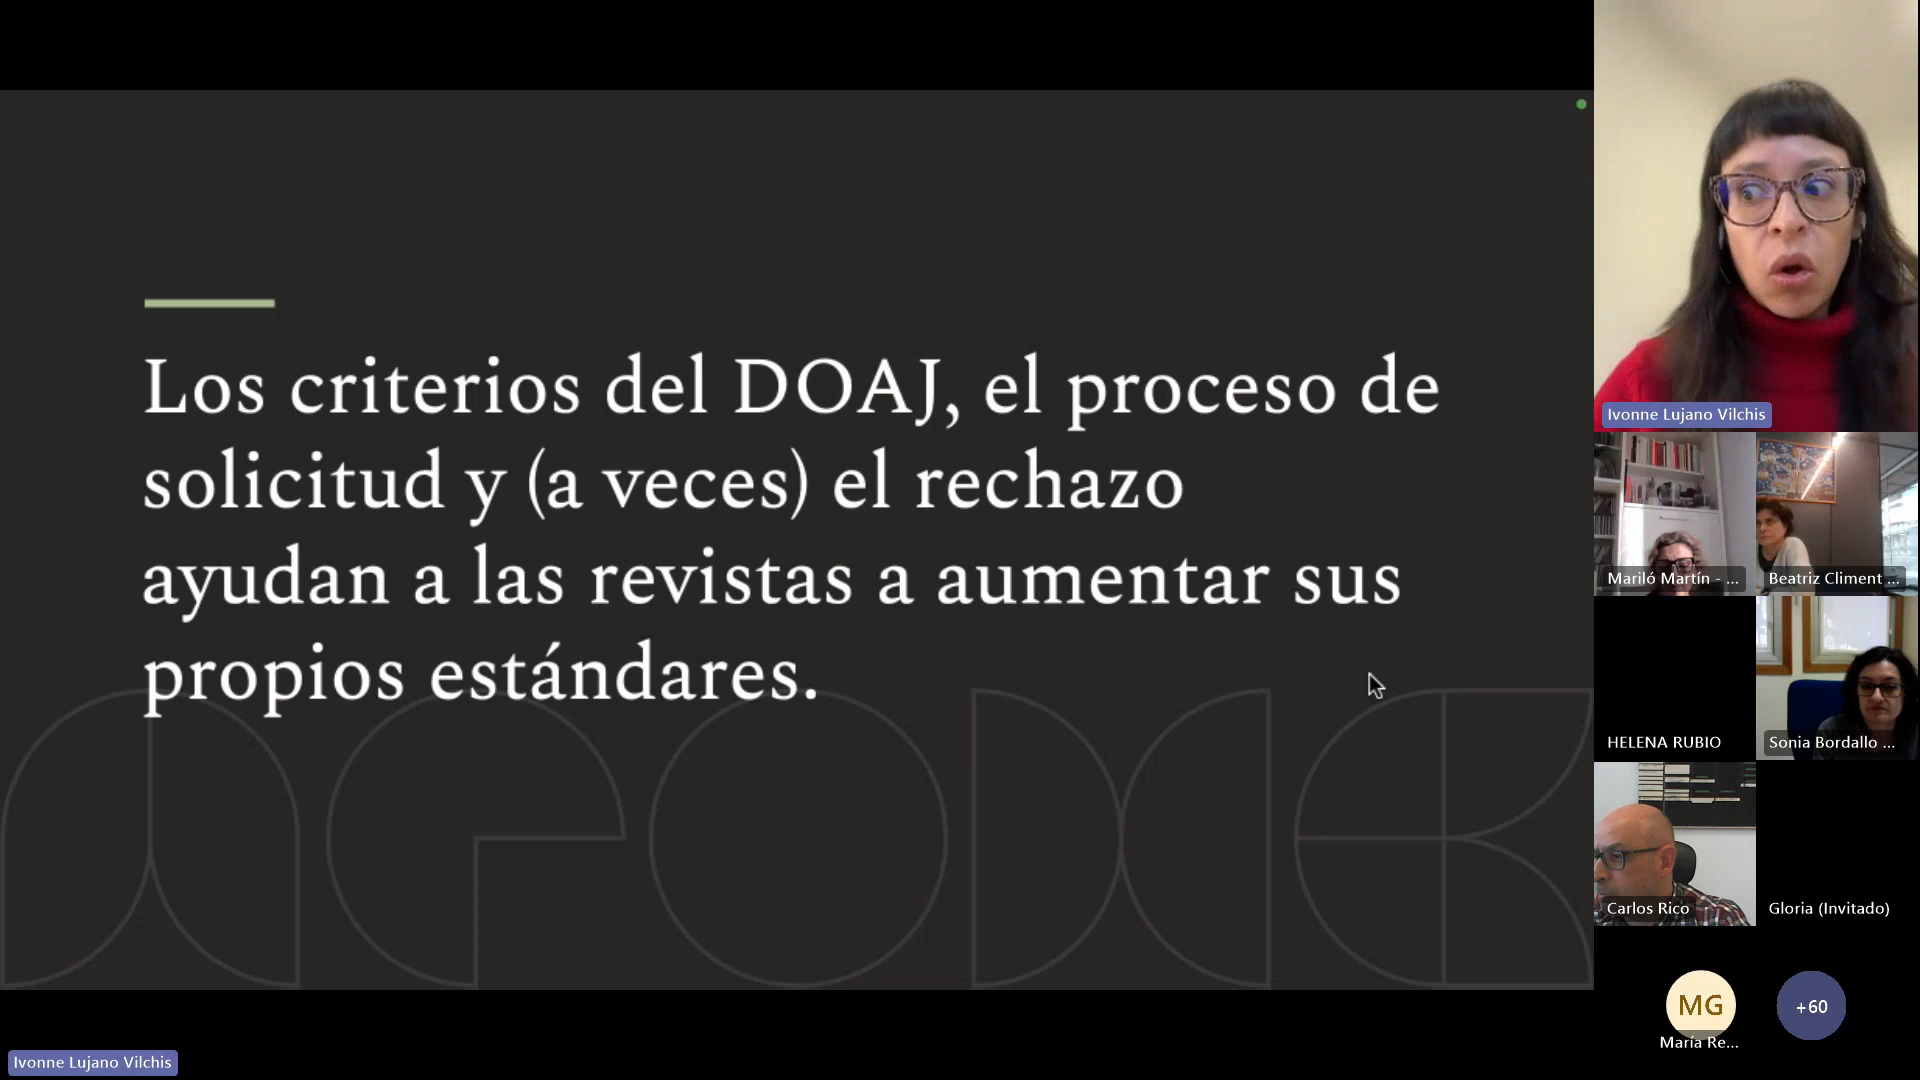 Los criterios del DOAJ, el proceso de
solicitud y (a veces) el rechazo
ayudan a las revistas a aumentar sus
propios estándares.
Ivonne Lujano Vilchis
Ivonne Lujano Vilchis
Mariló Martín - ...
Beatriz Climent ...
HELENA RUBIO
Sonia Bordallo ...
Carlos Rico
Gloria (Invitado)
MG
María Re...
+60